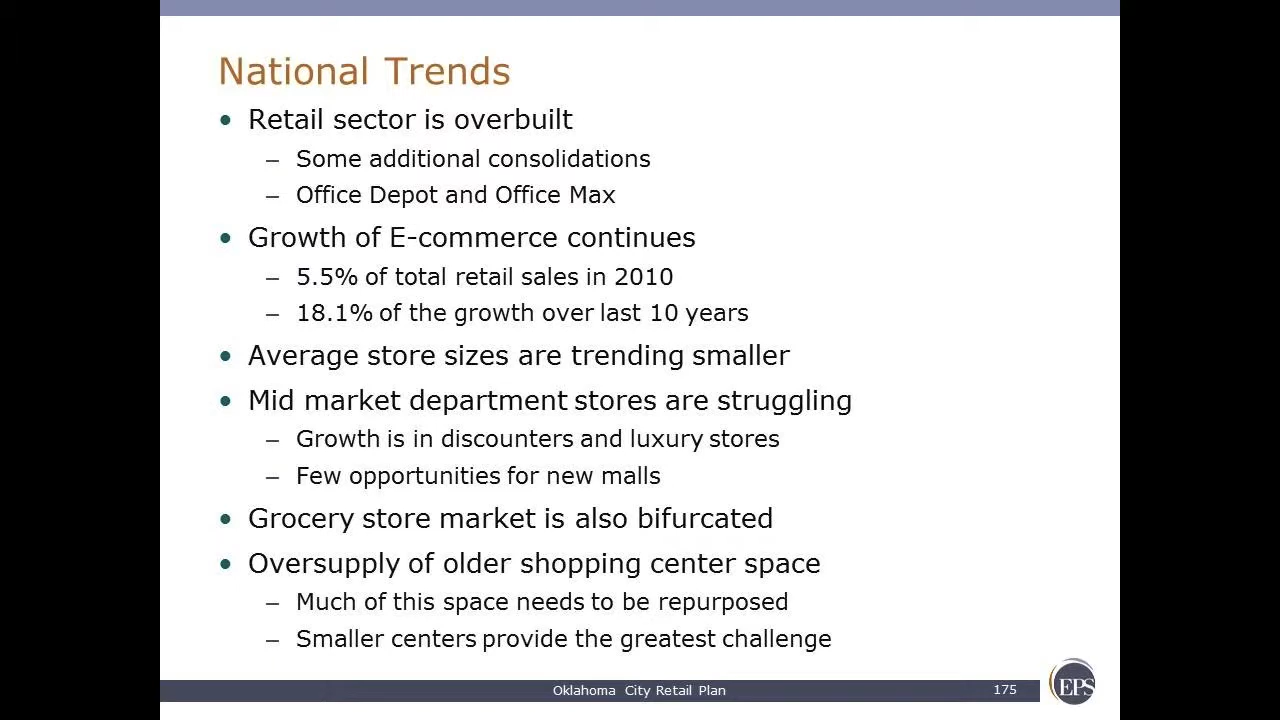 National Trends
• Retail sector is overbuilt
– Some additional consolidations
– Office Depot and Office Max
• Growth of E-commerce continues
– 5.5% of total retail sales in 2010
– 18.1% of the growth over last 10 years
• Average store sizes are trending smaller
• Mid market department stores are struggling
– Growth is in discounters and luxury stores
– Few opportunities for new malls
• Grocery store market is also bifurcated
• Oversupply of older shopping center space
– Much of this space needs to be repurposed
– Smaller centers provide the greatest challenge
Oklahoma City Retail Plan
175
EPS